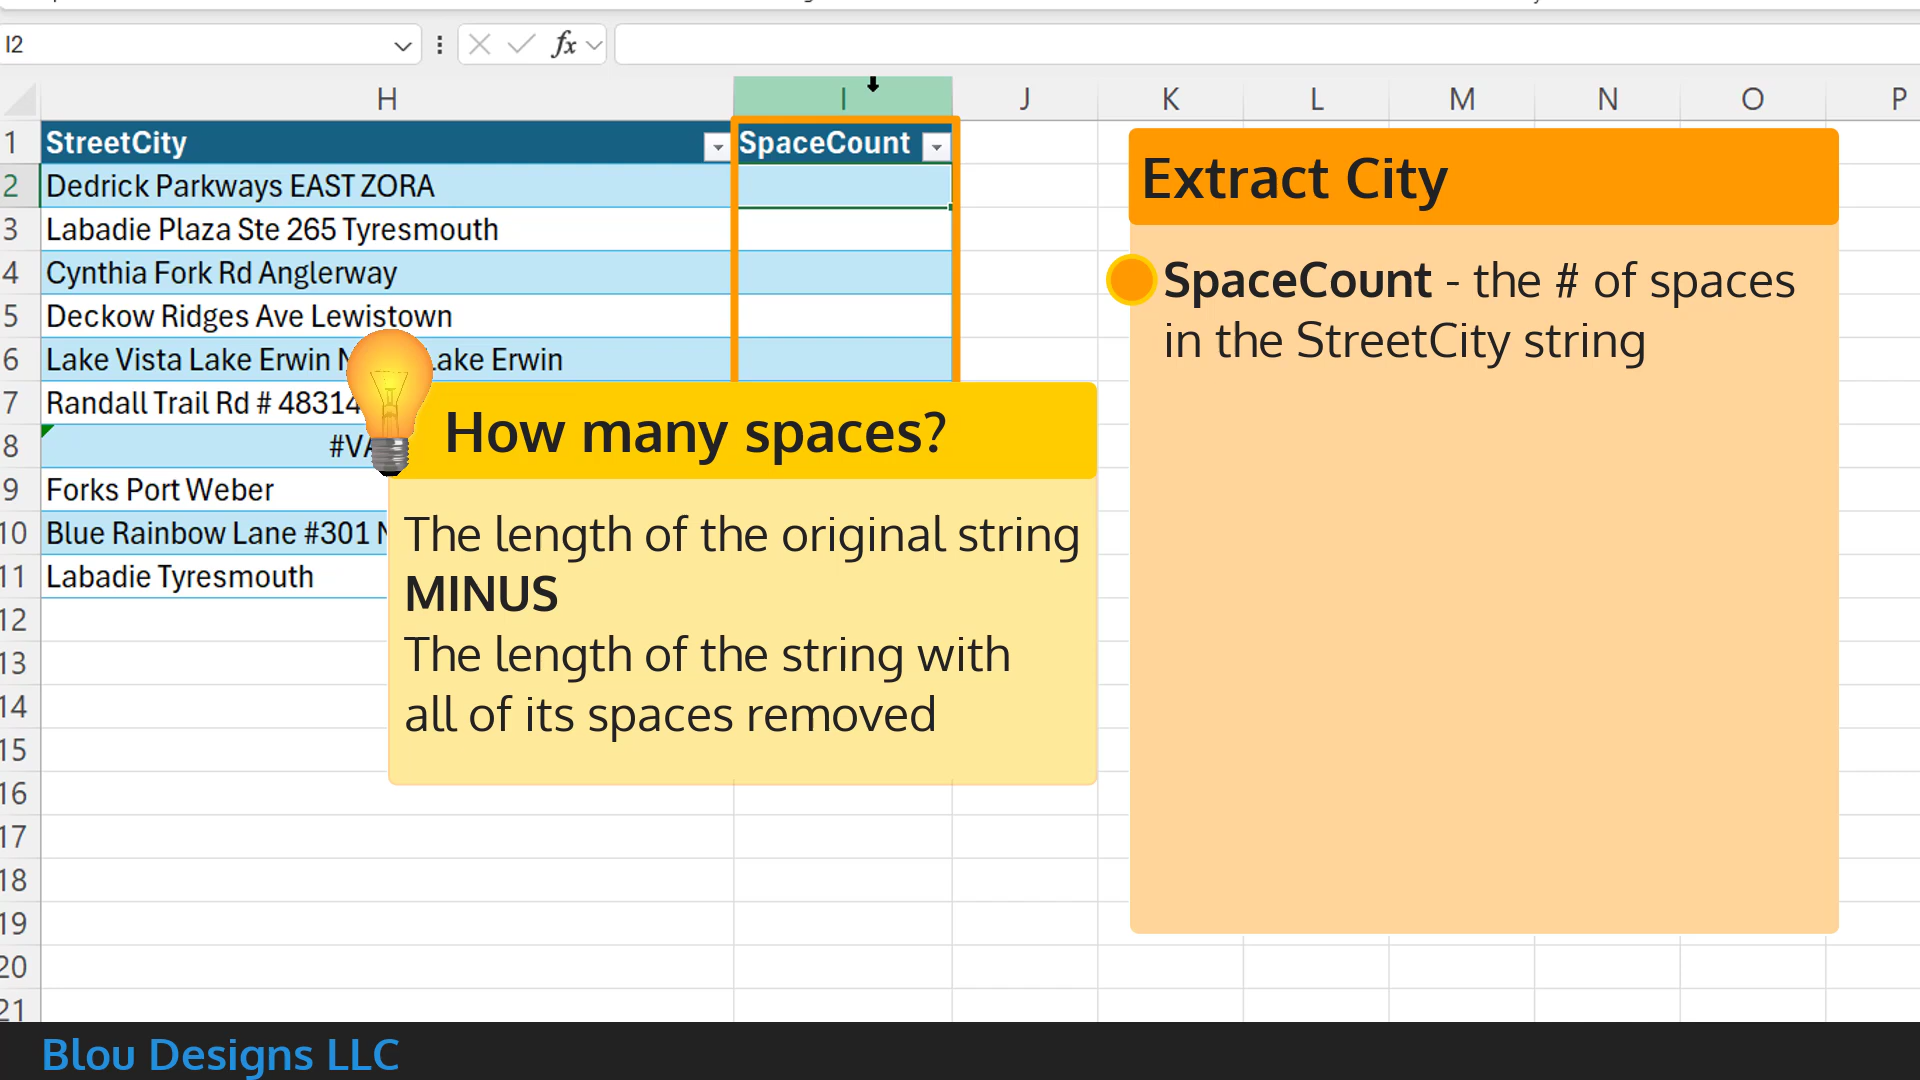 I2
fx
H I J K L M N O P
1 StreetCity SpaceCount
2 Dedrick Parkways EAST ZORA
3 Labadie Plaza Ste 265 Tyresmouth
4 Cynthia Fork Rd Anglerway
5 Deckow Ridges Ave Lewistown
6 Lake Vista Lake Erwin Lake Erwin
7 Randall Trail Rd # 48314
8
9 Forks Port Weber
10 Blue Rainbow Lane #301
11 Labadie Tyresmouth
12
13
14
15
16
17
18
19
20
21
How many spaces?
The length of the original string
MINUS
The length of the string with
all of its spaces removed
Extract City
SpaceCount - the # of spaces
in the StreetCity string
Blou Designs LLC